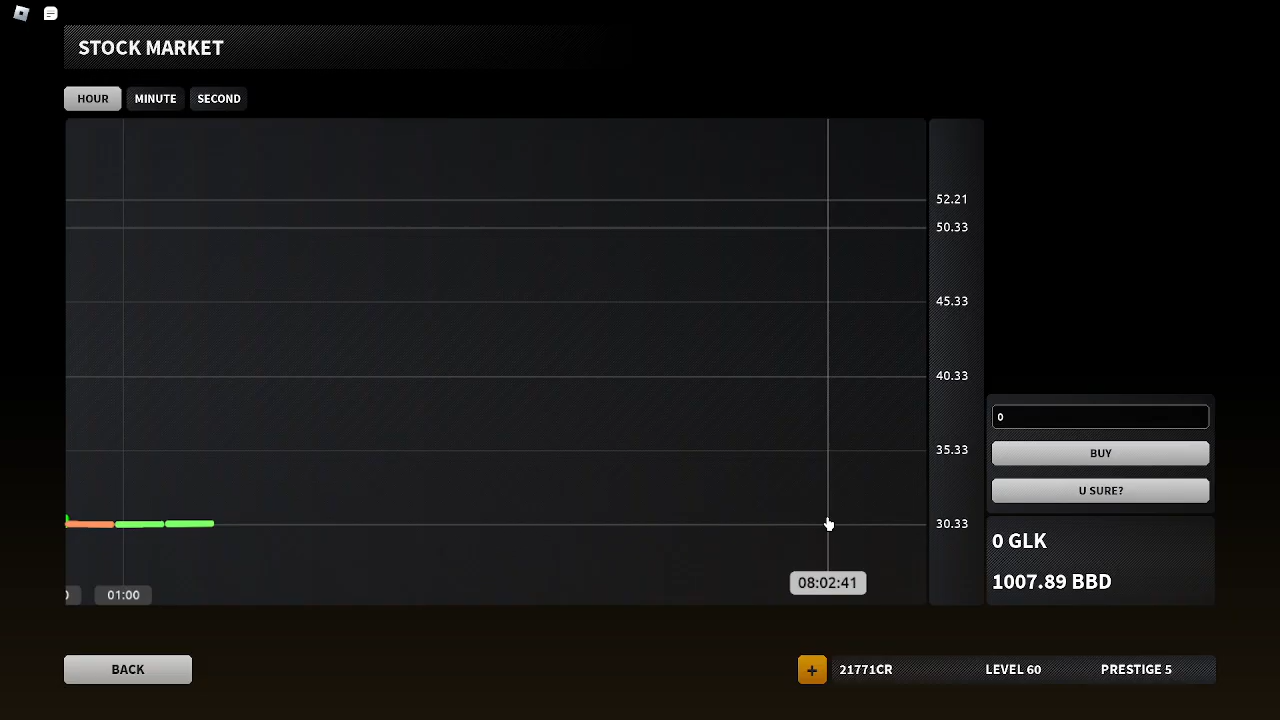 STOCK MARKET
HOUR MINUTE SECOND
52.21
50.33
45.33
40.33
35.33
30.33
0
BUY
U SURE?
0 GLK
1007.89 BBD
08:02:41
01:00
BACK
+ 21771CR LEVEL 60 PRESTIGE 5